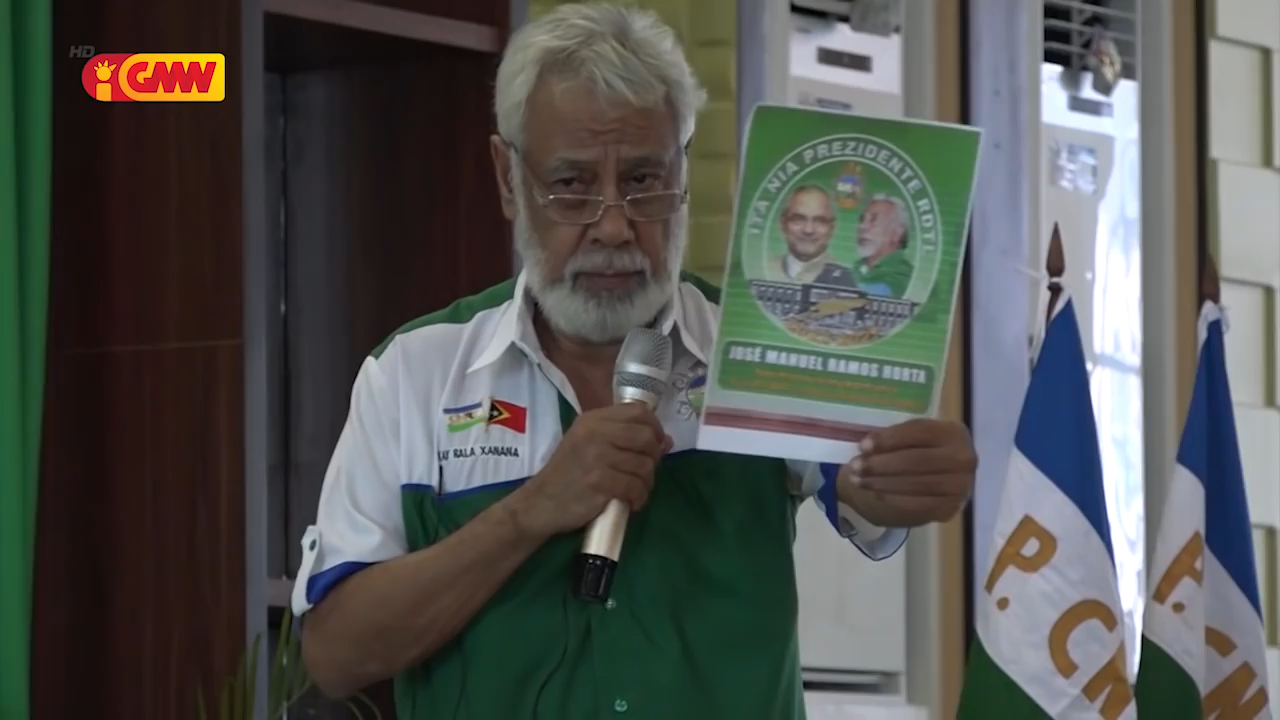 HD
GMW
ITA NIA PREZIDENTE RDTL
JOSÉ MANUEL RAMOS HORTA
KAY RALA XANANA
P. CN
P. CN